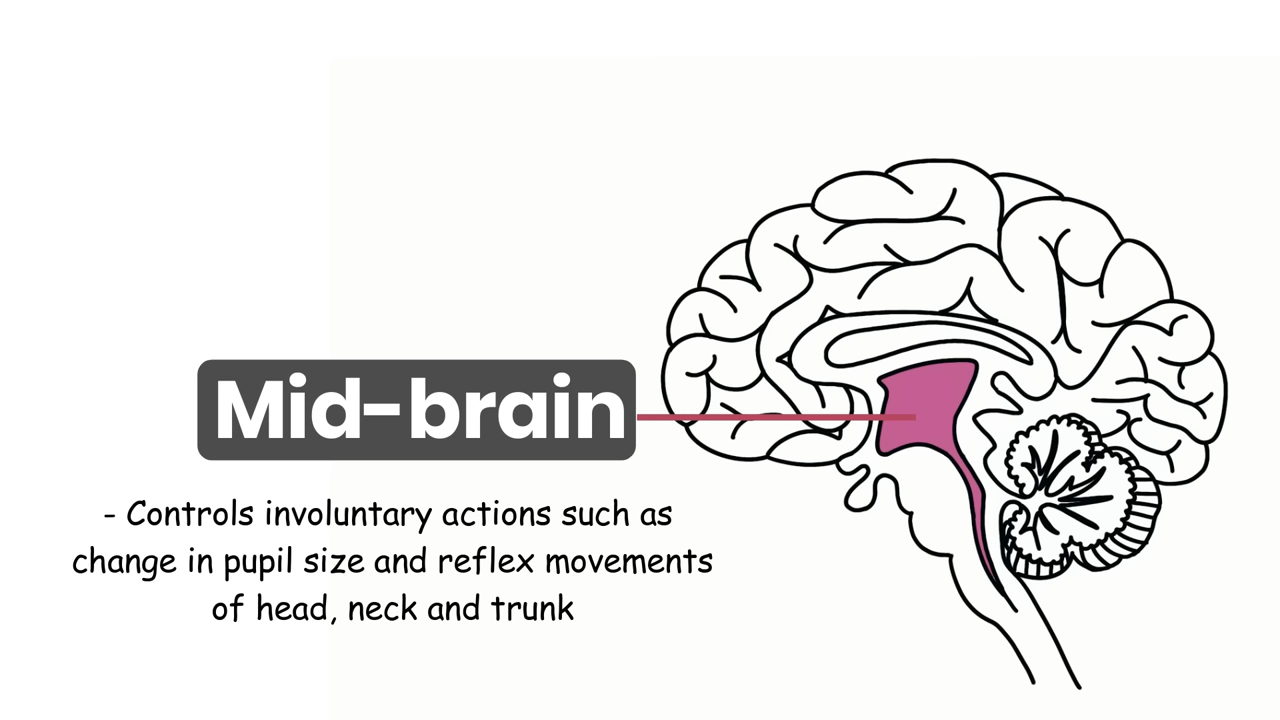 Mid-brain
- Controls involuntary actions such as
change in pupil size and reflex movements
of head, neck and trunk